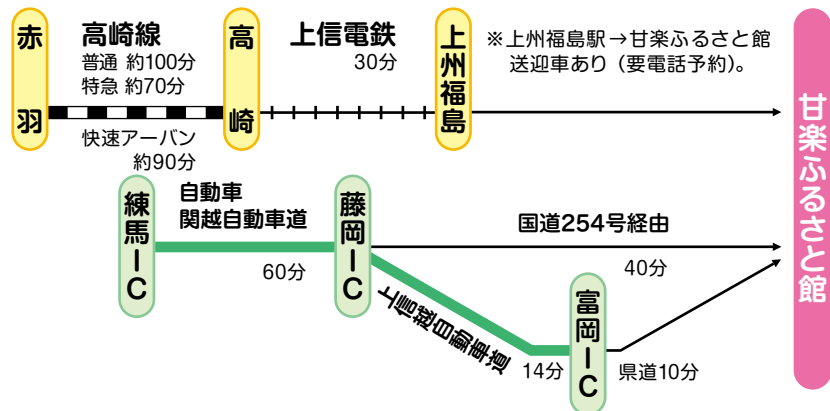 赤羽
高崎線
普通 約100分
特急 約70分
快速アーバン
約90分
高崎
上信電鉄
30分
上州福島
※上州福島駅→甘楽ふるさと館
送迎車あり（要電話予約）。
甘楽ふるさと館
練馬IC
自動車
関越自動車道
60分
藤岡IC
国道254号経由
40分
上信越自動車道
14分
富岡IC
県道10分